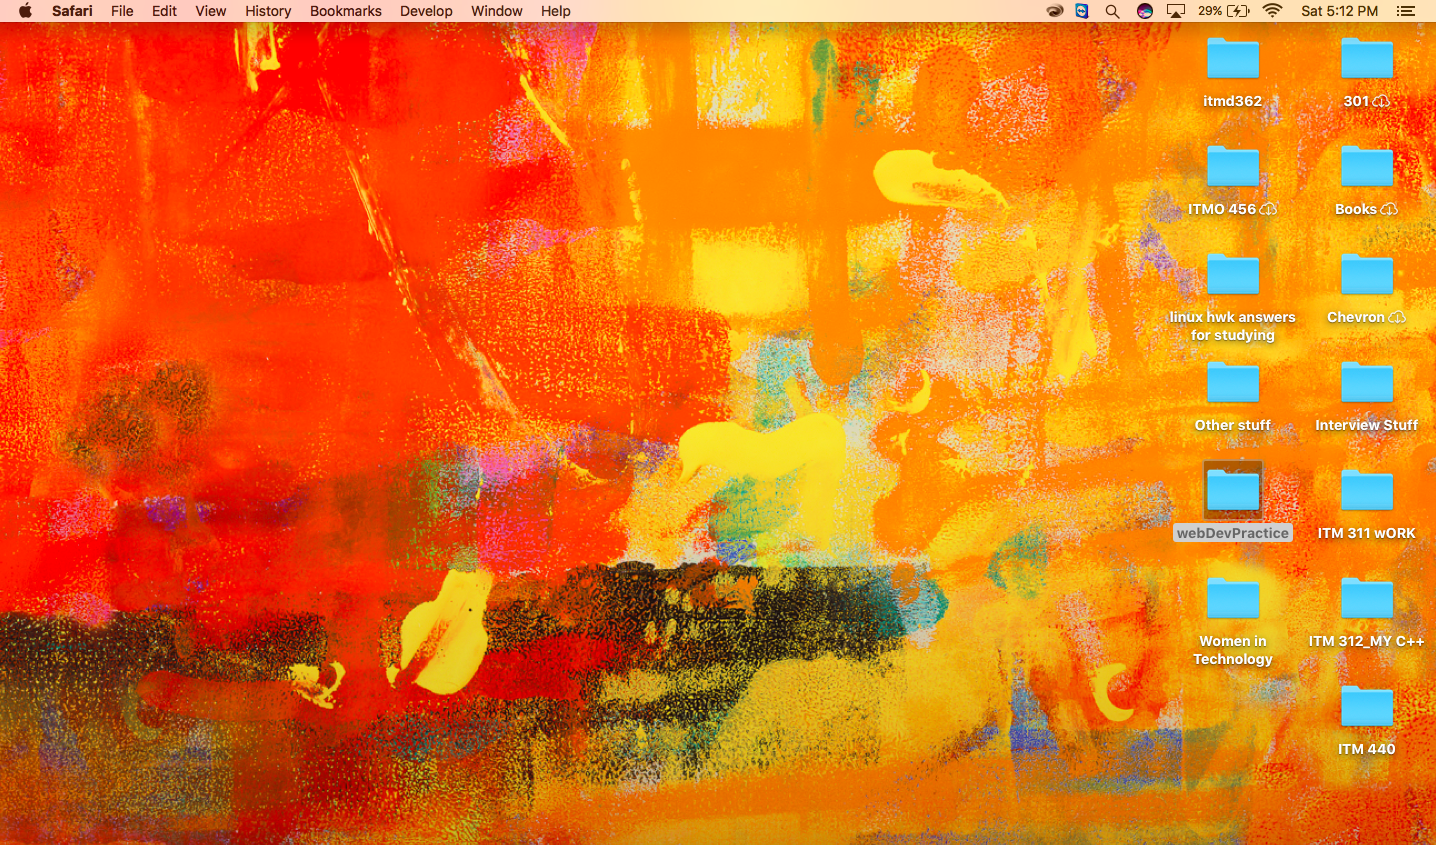 Safari File Edit View History Bookmarks Develop Window Help 29% Sat 5:12 PM
itmd362
301
ITMO 456
Books
linux hwk answers
for studying
Chevron
Other stuff
Interview Stuff
webDevPractice
ITM 311 wORK
Women in
Technology
ITM 312_MY C++
ITM 440